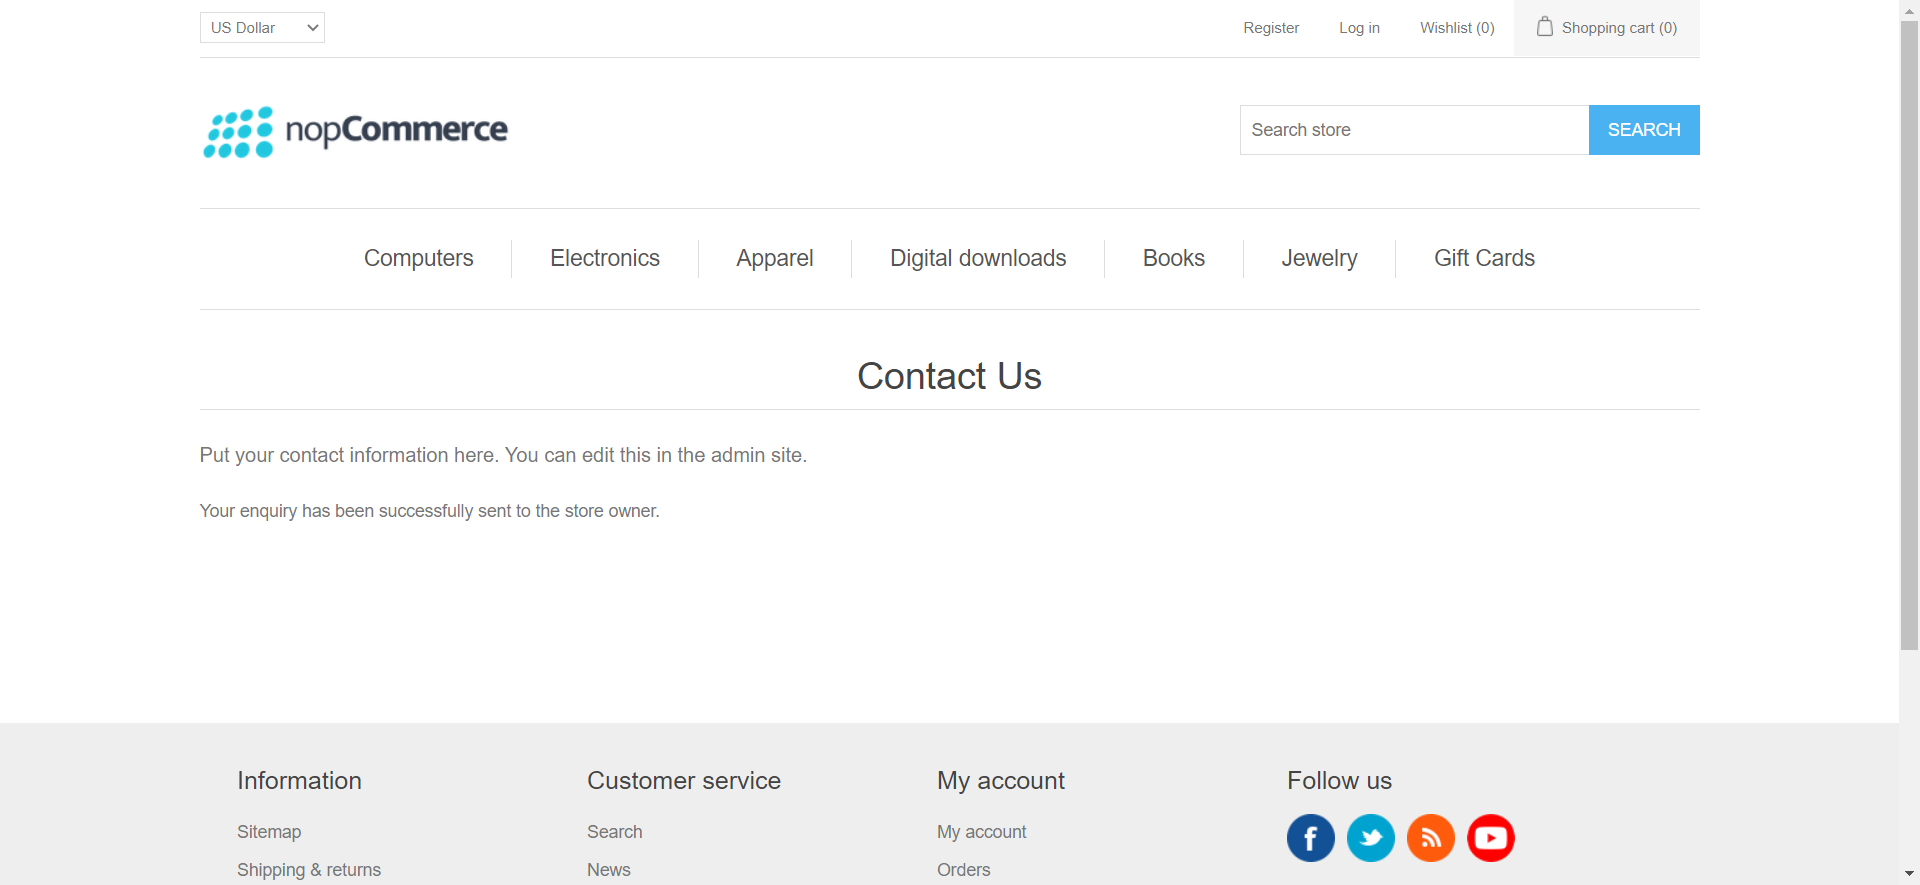 US Dollar
Register
Log in
Wishlist (0)
Shopping cart (0)
nopCommerce
Search store
SEARCH
Computers
Electronics
Apparel
Digital downloads
Books
Jewelry
Gift Cards
Contact Us
Put your contact information here. You can edit this in the admin site.
Your enquiry has been successfully sent to the store owner.
Information
Sitemap
Shipping & returns
Customer service
Search
News
My account
My account
Orders
Follow us